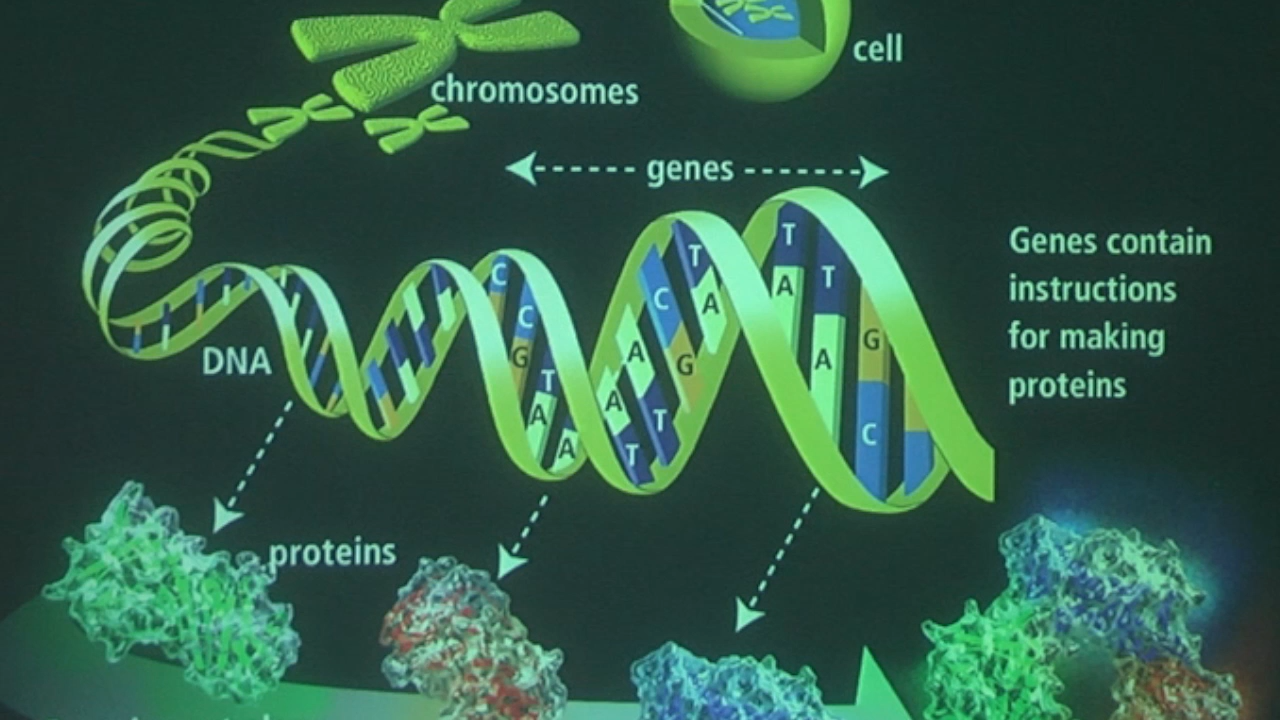 cell
chromosomes
genes
Genes contain
instructions
for making
proteins
T
T
C
T
C
A
A
C
G
A
G
A
G
T
A
A
T
C
A
T
DNA
proteins